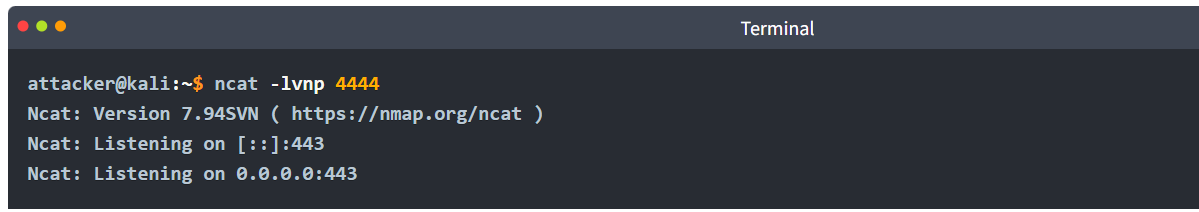 Terminal
attacker@kali:~$ ncat -lvnp 4444
Ncat: Version 7.94SVN ( https://nmap.org/ncat )
Ncat: Listening on [::]:443
Ncat: Listening on 0.0.0.0:443